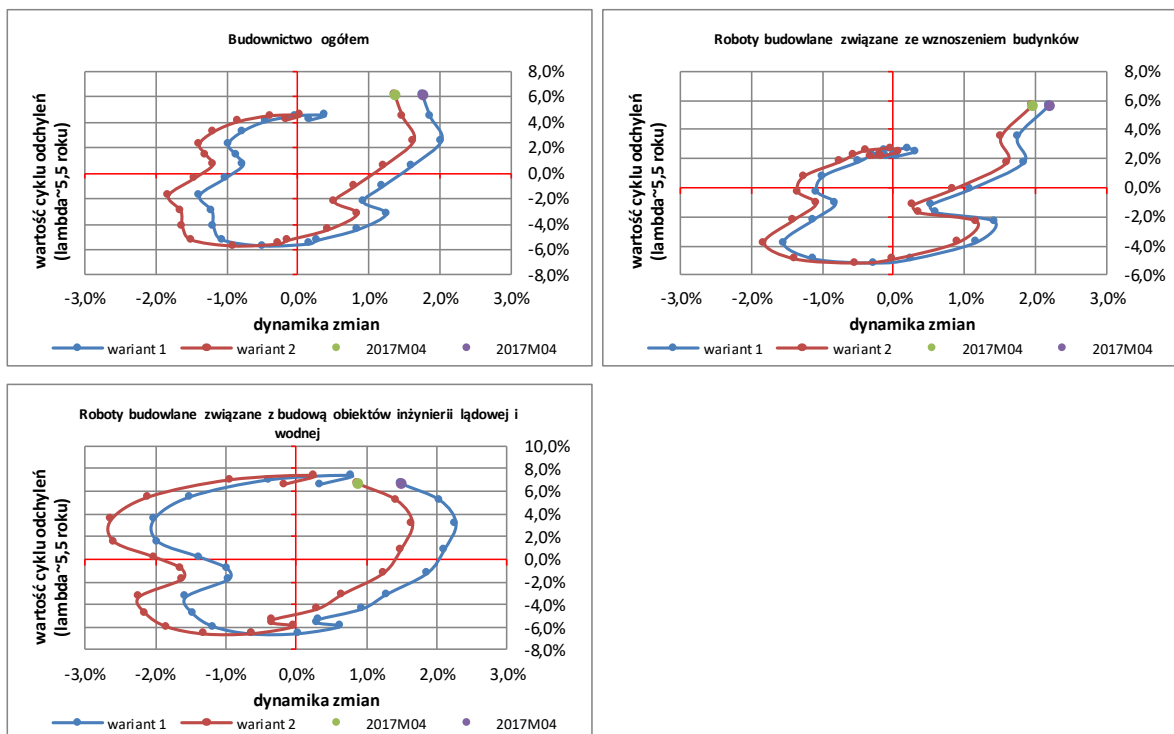 Budownictwo ogółem
8,0%
6,0%
4,0%
2,0%
0,0%
-2,0%
-4,0%
-6,0%
-8,0%
wartość cyklu odchyleń
(lambda~5,5 roku)
-3,0% -2,0% -1,0% 0,0% 1,0% 2,0% 3,0%
dynamika zmian
wariant 1 wariant 2 2017M04 2017M04
Roboty budowlane związane ze wznoszeniem budynków
8,0%
6,0%
4,0%
2,0%
0,0%
-2,0%
-4,0%
-6,0%
wartość cyklu odchyleń
(lambda~5,5 roku)
-3,0% -2,0% -1,0% 0,0% 1,0% 2,0% 3,0%
dynamika zmian
wariant 1 wariant 2 2017M04 2017M04
Roboty budowlane związane z budową obiektów inżynierii lądowej i
wodnej
10,0%
8,0%
6,0%
4,0%
2,0%
0,0%
-2,0%
-4,0%
-6,0%
-8,0%
wartość cyklu odchyleń
(lambda~5,5 roku)
-3,0% -2,0% -1,0% 0,0% 1,0% 2,0% 3,0%
dynamika zmian
wariant 1 wariant 2 2017M04 2017M04